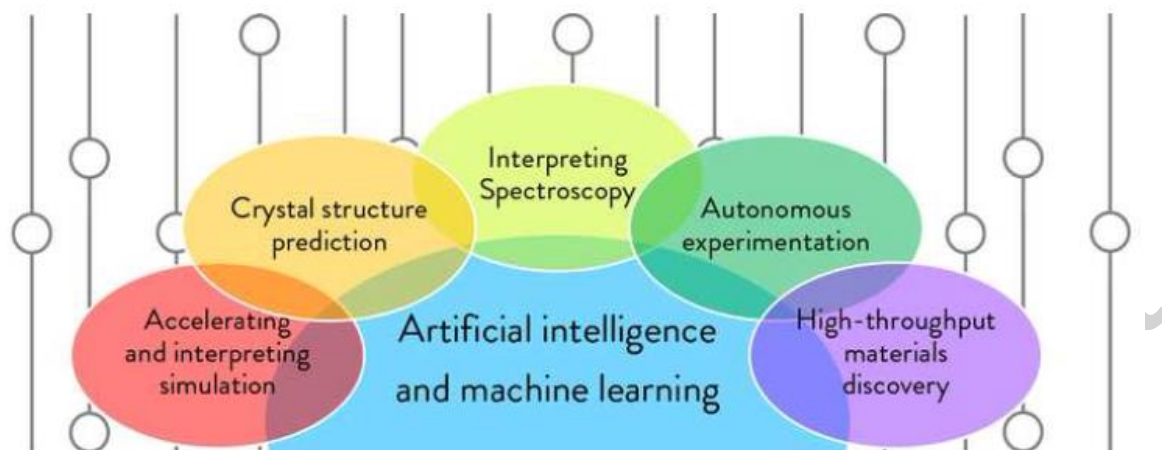 Interpreting
Spectroscopy
Crystal structure
prediction
Autonomous
experimentation
Accelerating
and interpreting
simulation
Artificial intelligence
and machine learning
High-throughput
materials
discovery